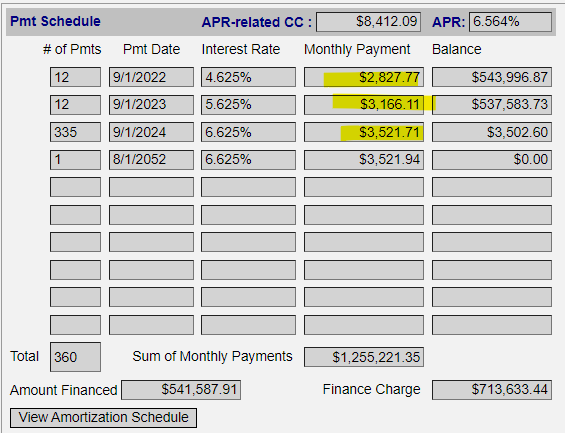 Pmt Schedule APR-related CC : $8,412.09 APR: 6.564%
# of Pmts Pmt Date Interest Rate Monthly Payment Balance
12 9/1/2022 4.625% $2,827.77 $543,996.87
12 9/1/2023 5.625% $3,166.11 $537,583.73
335 9/1/2024 6.625% $3,521.71 $3,502.60
1 8/1/2052 6.625% $3,521.94 $0.00
Total 360 Sum of Monthly Payments $1,255,221.35
Amount Financed $541,587.91 Finance Charge $713,633.44
View Amortization Schedule